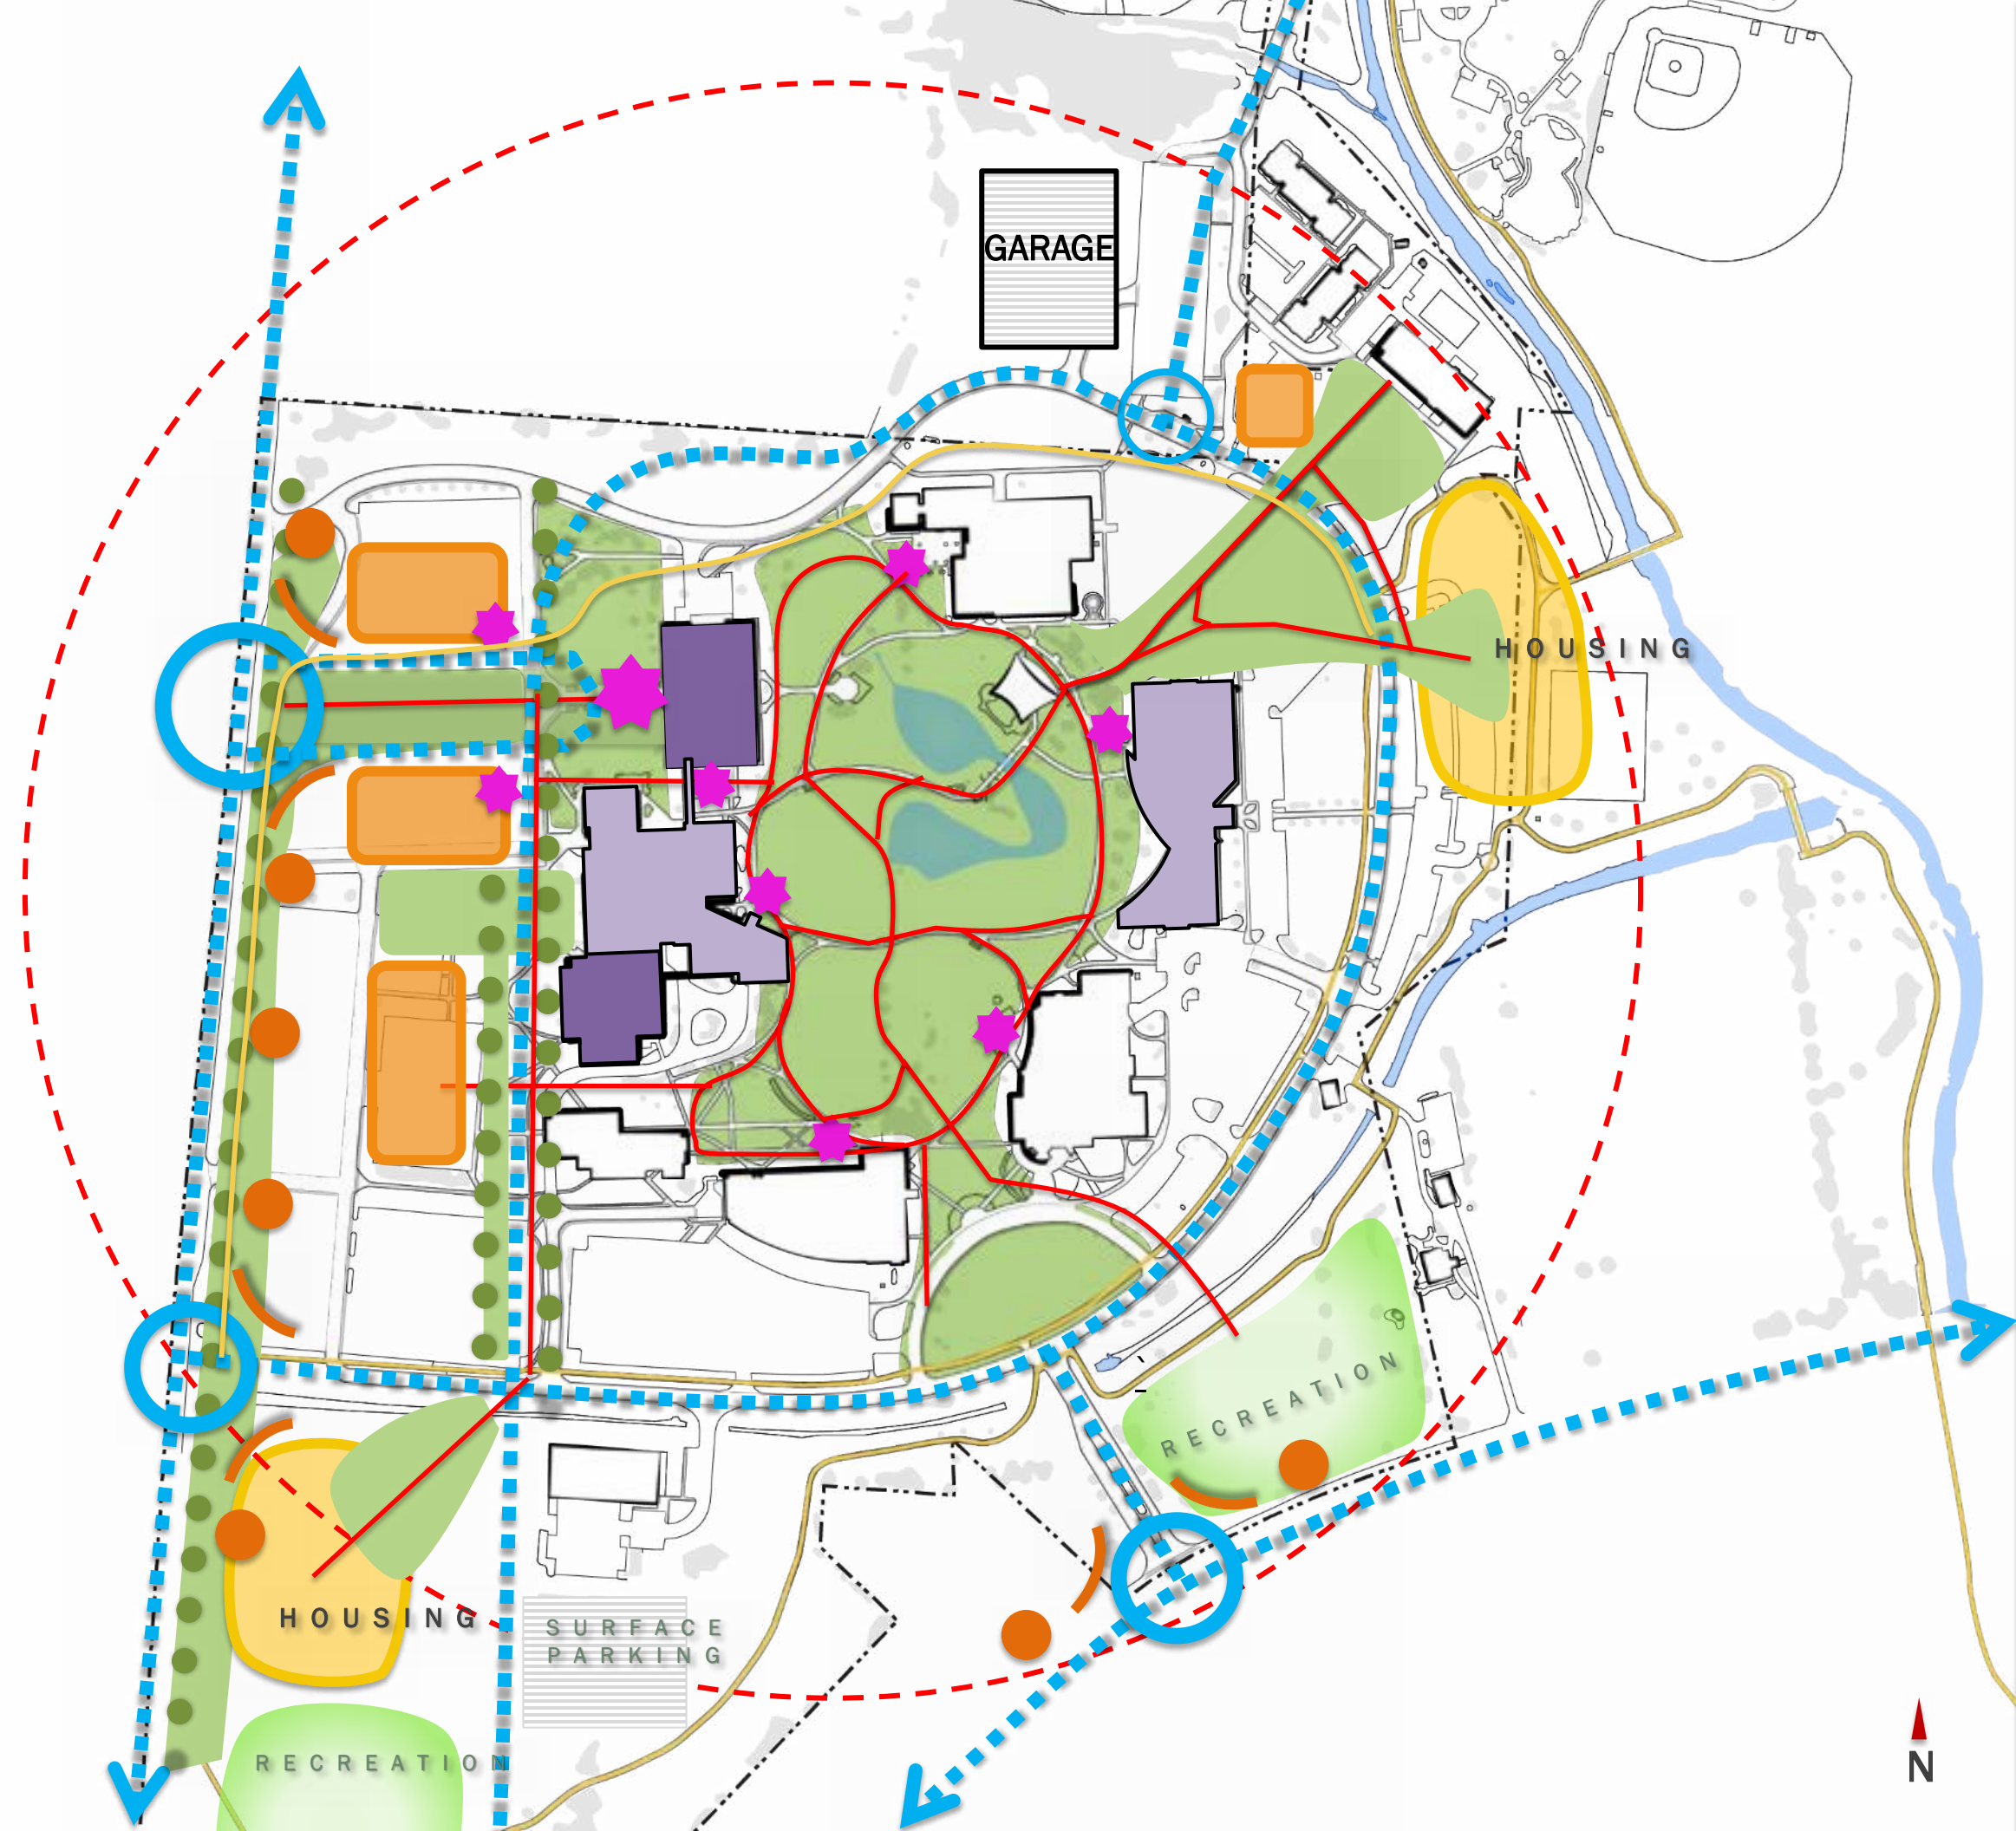 GARAGE
HOUSING
RECREATION
HOUSING
SURFACE
PARKING
RECREATION
N